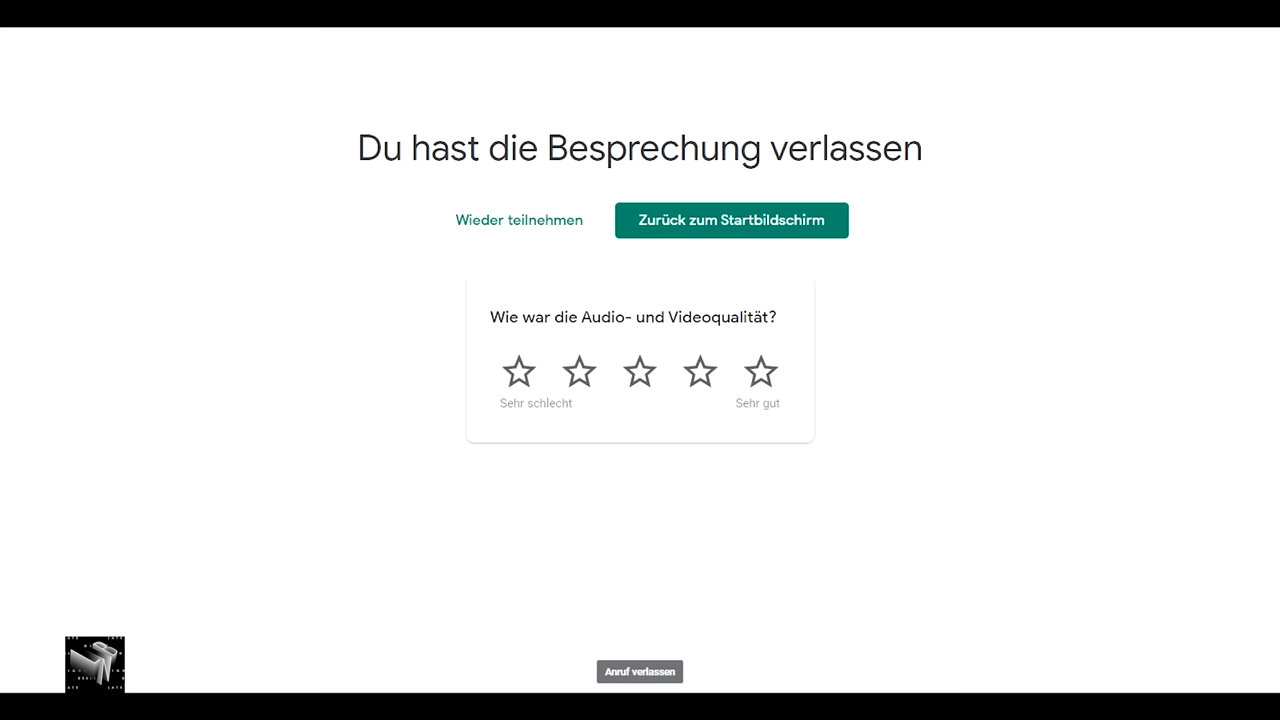 Du hast die Besprechung verlassen
Wieder teilnehmen
Zurück zum Startbildschirm
Wie war die Audio- und Videoqualität?
Sehr schlecht
Sehr gut
Anruf verlassen